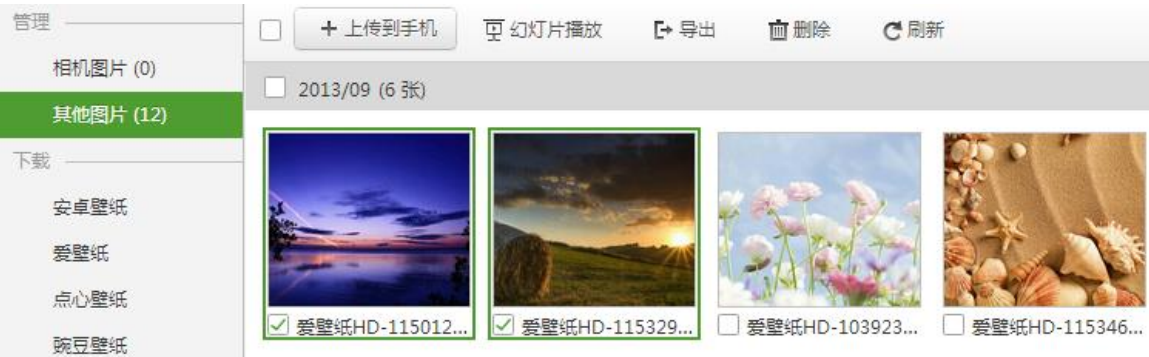 管理
相机图片 (0)
其他图片 (12)
下载
安卓壁纸
爱壁纸
点心壁纸
豌豆壁纸
上传到手机 幻灯片播放 导出 删除 刷新
2013/09 (6 张)
爱壁纸HD-115012... 爱壁纸HD-115329... 爱壁纸HD-103923... 爱壁纸HD-115346...